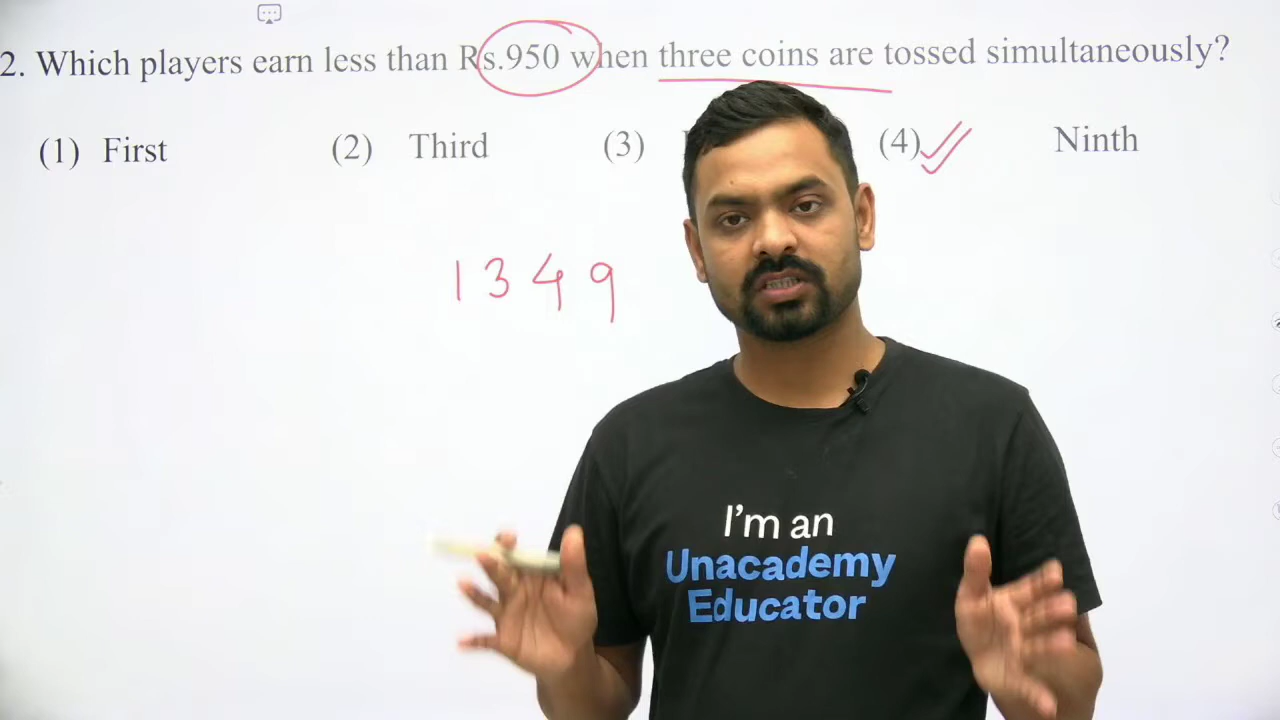 2. Which players earn less than Rs.950 when three coins are tossed simultaneously?
(1) First (2) Third (3) (4) Ninth
1 3 4 9
I'm an
Unacademy
Educator